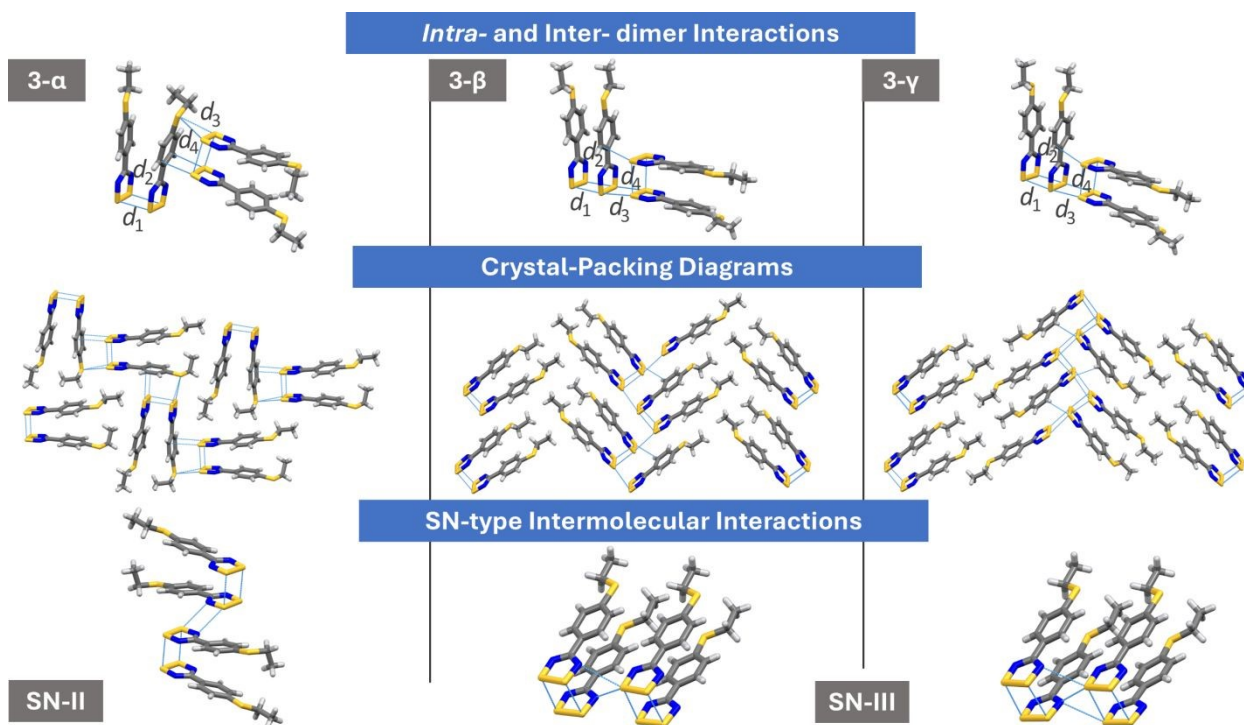 Intra- and Inter- dimer Interactions
3-α
3-β
3-γ
d3
d4
d2
d1
d2
d4
d1
d3
d2
d4
d1
d3
Crystal-Packing Diagrams
SN-type Intermolecular Interactions
SN-II
SN-III